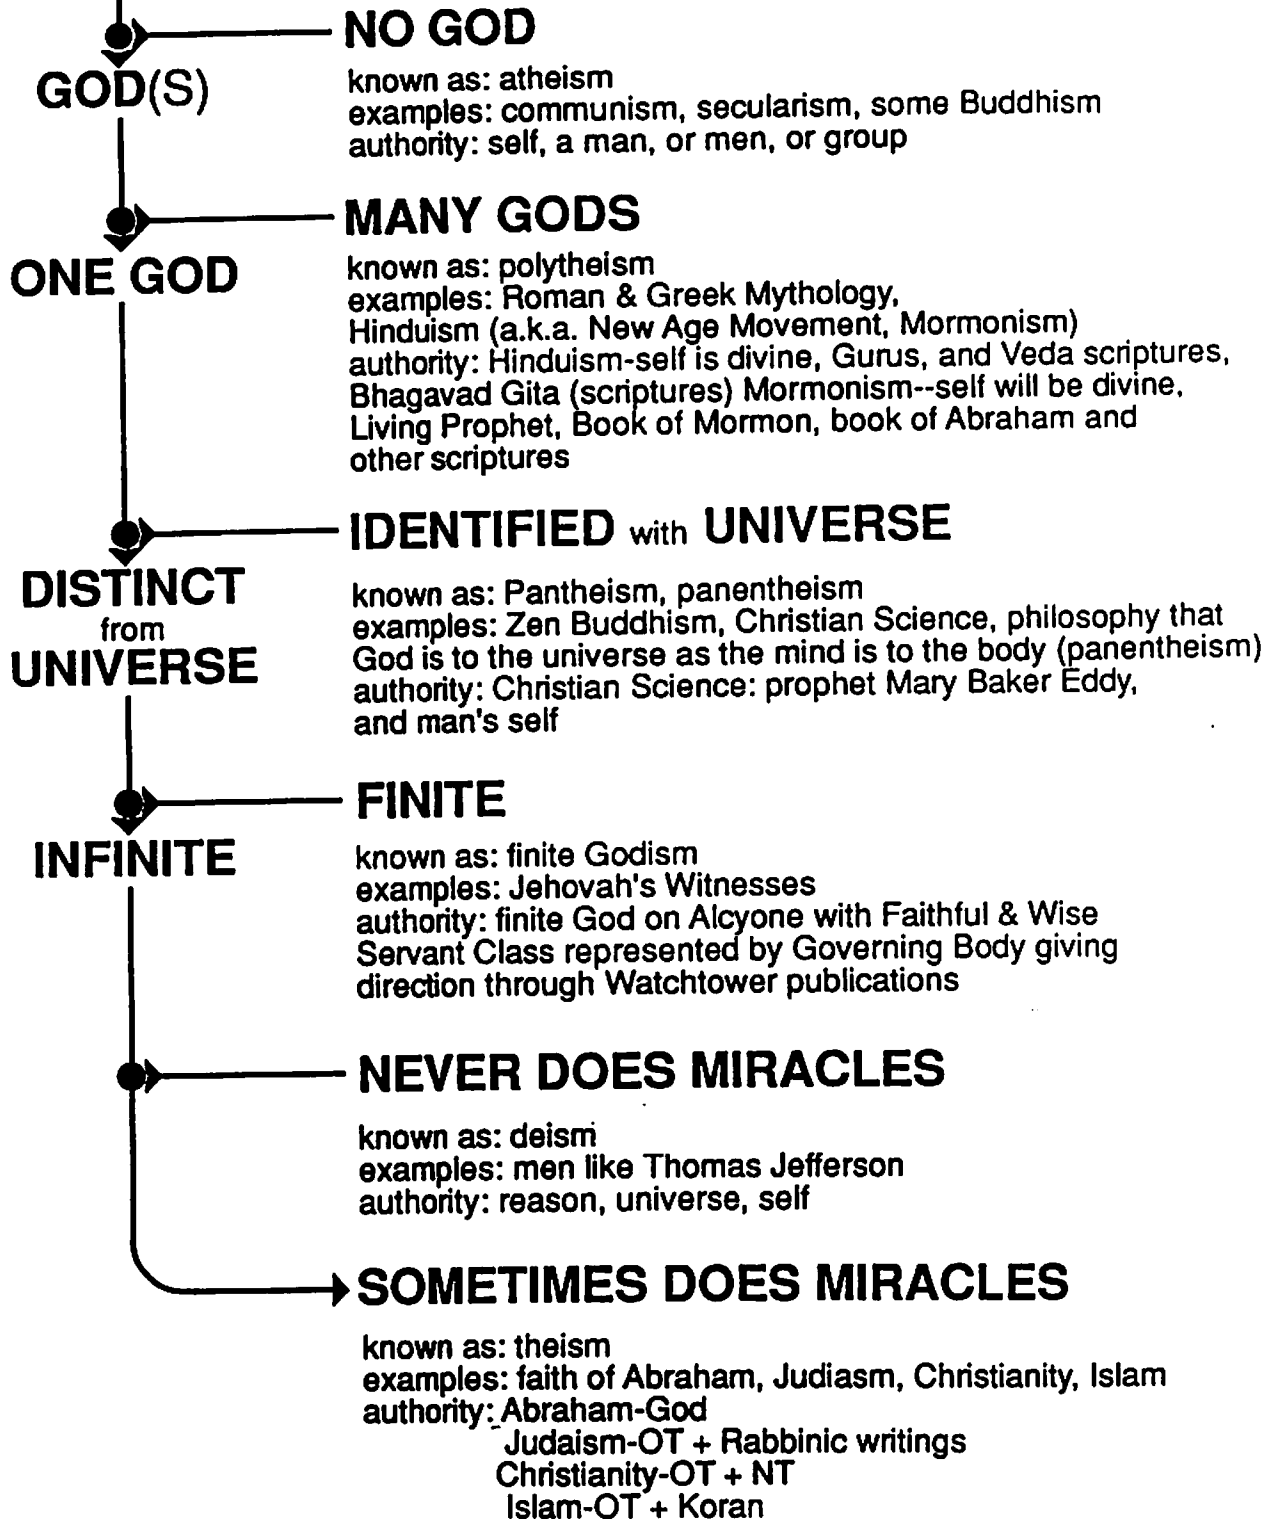 NO GOD
GOD(S)
known as: atheism
examples: communism, secularism, some Buddhism
authority: self, a man, or men, or group
MANY GODS
ONE GOD
known as: polytheism
examples: Roman & Greek Mythology,
Hinduism (a.k.a. New Age Movement, Mormonism)
authority: Hinduism-self is divine, Gurus, and Veda scriptures,
Bhagavad Gita (scriptures) Mormonism--self will be divine,
Living Prophet, Book of Mormon, book of Abraham and
other scriptures
IDENTIFIED with UNIVERSE
DISTINCT
from
UNIVERSE
known as: Pantheism, panentheism
examples: Zen Buddhism, Christian Science, philosophy that
God is to the universe as the mind is to the body (panentheism)
authority: Christian Science: prophet Mary Baker Eddy,
and man's self
FINITE
INFINITE
known as: finite Godism
examples: Jehovah's Witnesses
authority: finite God on Alcyone with Faithful & Wise
Servant Class represented by Governing Body giving
direction through Watchtower publications
NEVER DOES MIRACLES
known as: deism
examples: men like Thomas Jefferson
authority: reason, universe, self
SOMETIMES DOES MIRACLES
known as: theism
examples: faith of Abraham, Judiasm, Christianity, Islam
authority: Abraham-God
Judaism-OT + Rabbinic writings
Christianity-OT + NT
Islam-OT + Koran